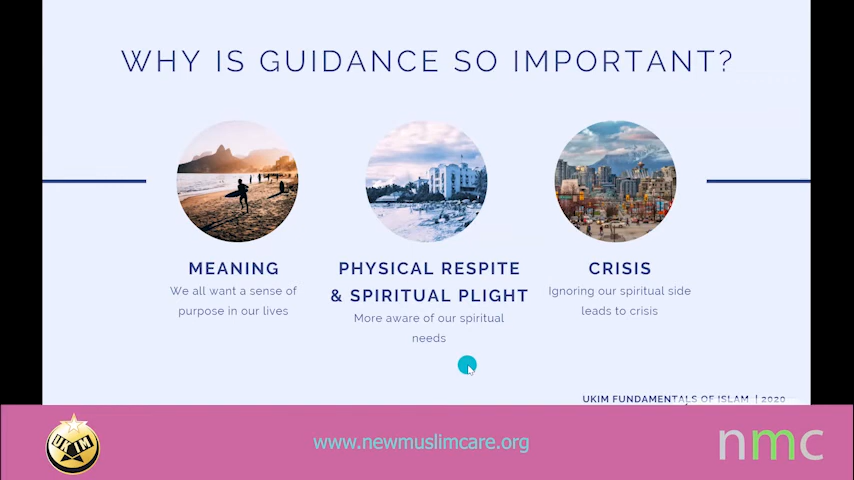 WHY IS GUIDANCE SO IMPORTANT?
MEANING
We all want a sense of
purpose in our lives
PHYSICAL RESPITE
& SPIRITUAL PLIGHT
More aware of our spiritual
needs
CRISIS
Ignoring our spiritual side
leads to crisis
UKIM FUNDAMENTALS OF ISLAM | 2020
UKIM
www.newmuslimcare.org
nmc